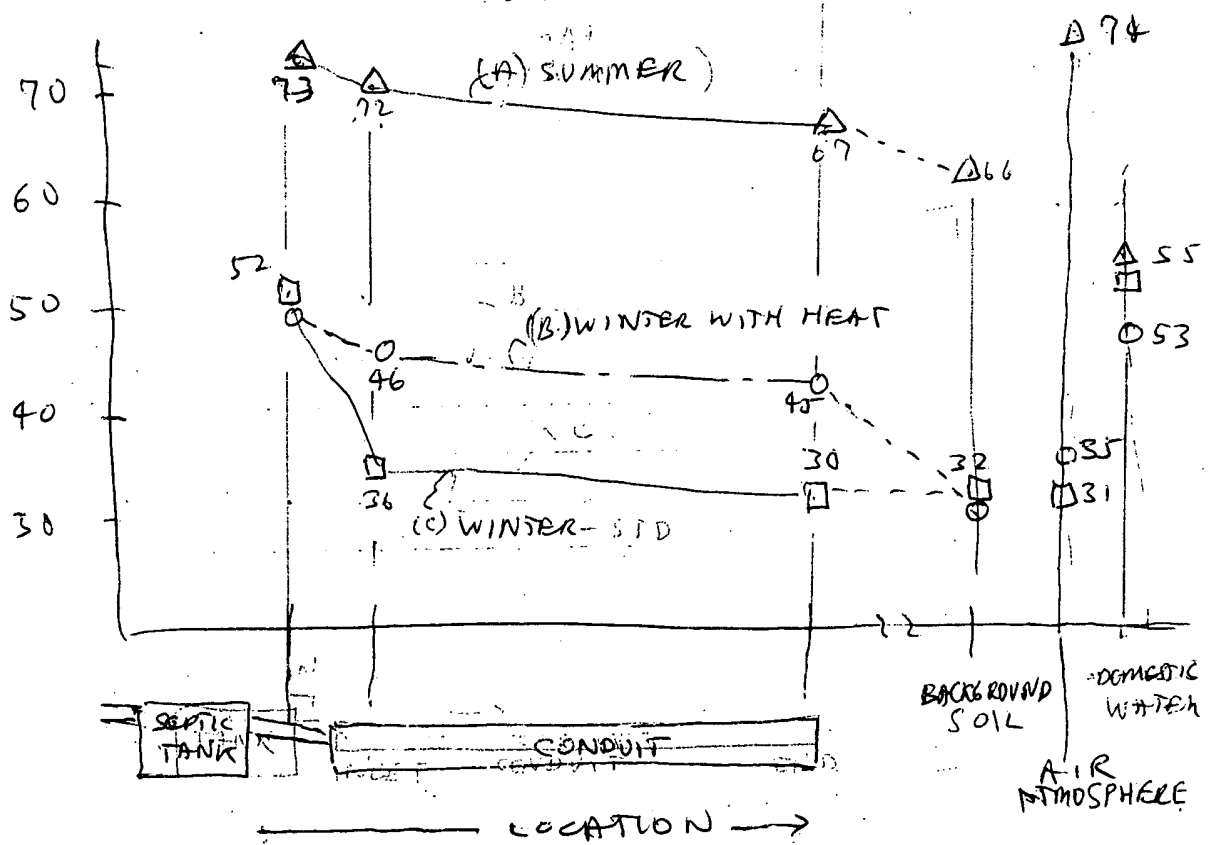 74
(A) SUMMER)
70
73
72
67
66
60
52
55
50
(B.) WINTER WITH HEAT
53
46
45
40
30
32
35
36
31
30
(C) WINTER - STD
BACKGROUND
SOIL
DOMESTIC
WATER
SEPTIC
TANK
CONDUIT
AIR
ATMOSPHERE
LOCATION